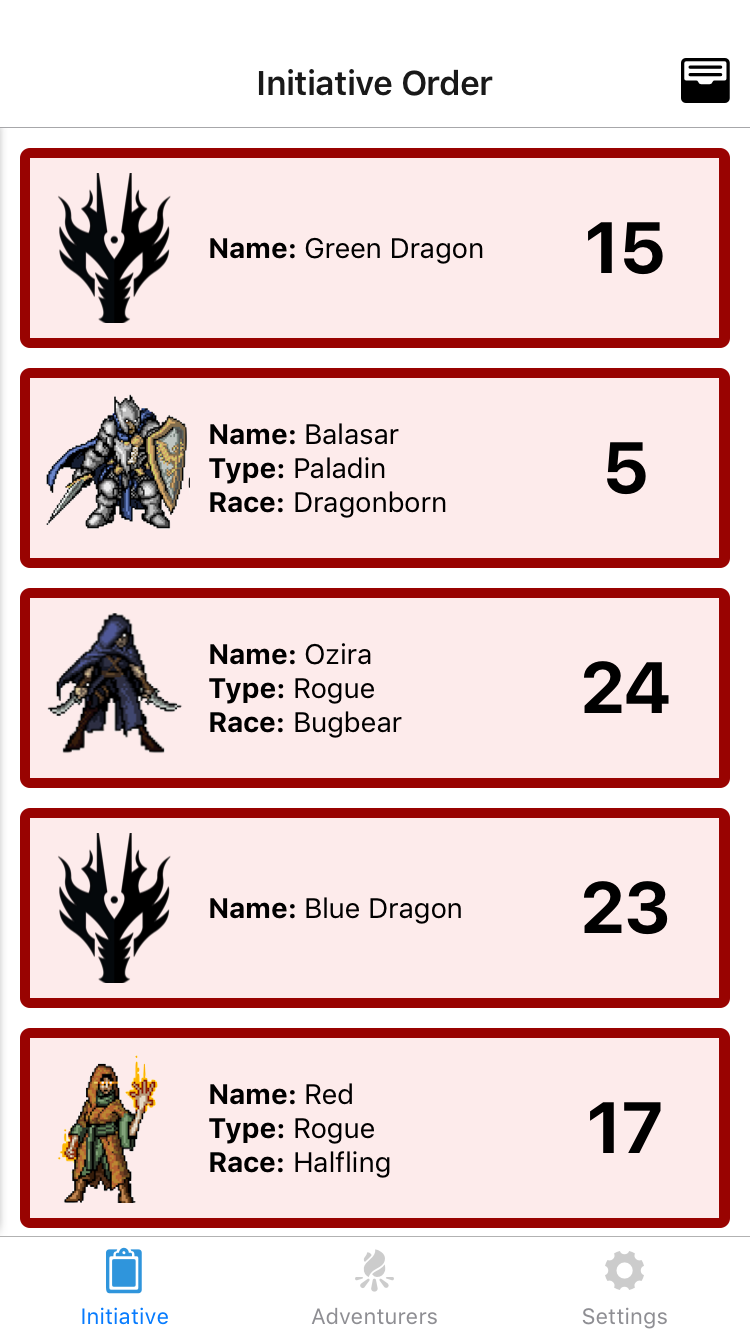 Initiative Order
Name: Green Dragon
15
Name: Balasar
Type: Paladin
Race: Dragonborn
5
Name: Ozira
Type: Rogue
Race: Bugbear
24
Name: Blue Dragon
23
Name: Red
Type: Rogue
Race: Halfling
17
Initiative
Adventurers
Settings